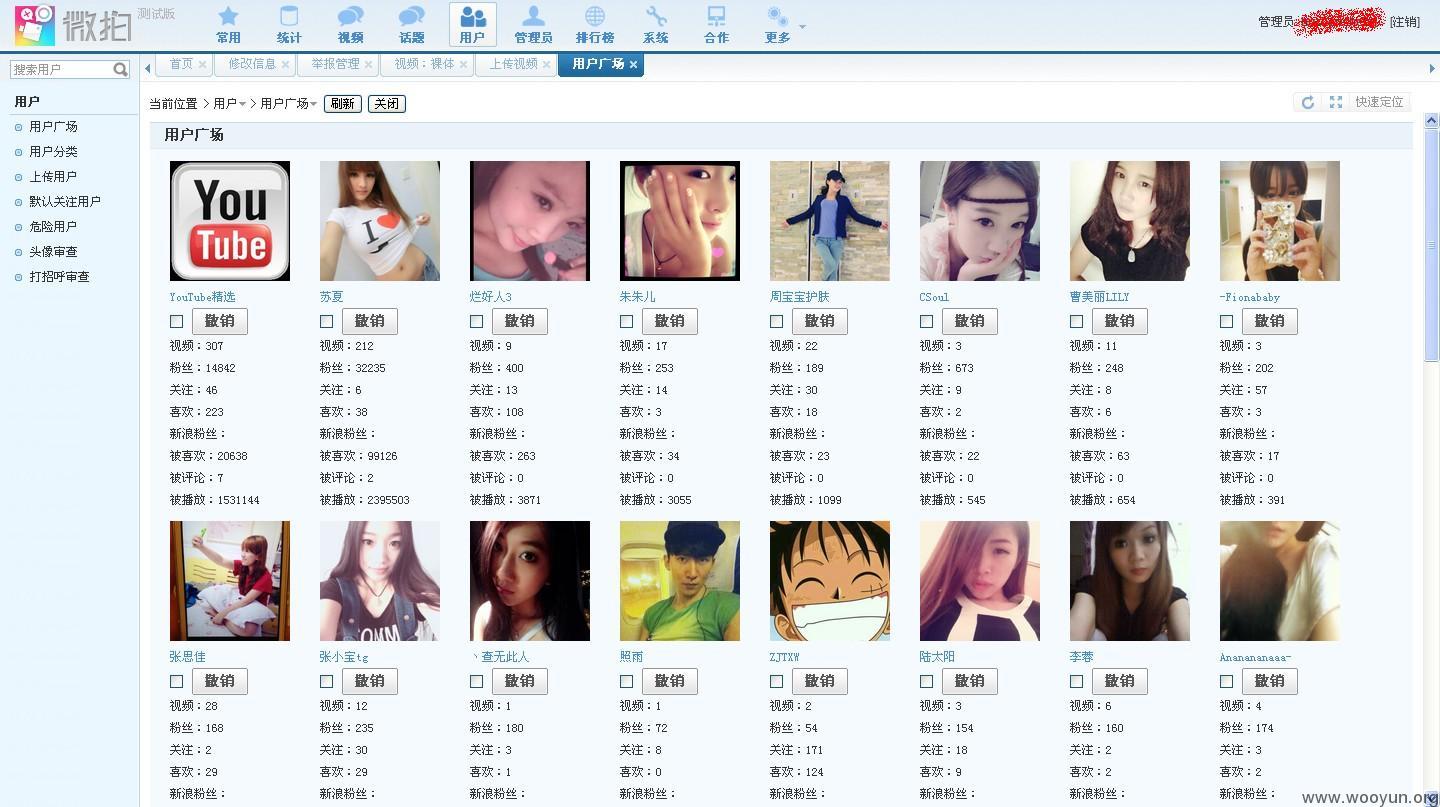 微拍 测试版
常用 统计 视频 话题 用户 管理员 排行榜 系统 合作 更多
管理员 [注销]
搜索用户
首页 修改信息 举报管理 视频：裸体 上传视频 用户广场
用户
用户广场
用户分类
上传用户
默认关注用户
危险用户
头像审查
打招呼审查
当前位置 > 用户 > 用户广场 刷新 关闭
快速定位
用户广场
You Tube
I
YouTube精选 苏夏 烂好人3 朱朱儿 周宝宝护肤 CSoul 曹美丽LILY -Fionababy
撤销 撤销 撤销 撤销 撤销 撤销 撤销 撤销
视频：307 视频：212 视频：9 视频：17 视频：22 视频：3 视频：11 视频：3
粉丝：14842 粉丝：32235 粉丝：400 粉丝：253 粉丝：189 粉丝：673 粉丝：248 粉丝：202
关注：46 关注：6 关注：13 关注：14 关注：30 关注：9 关注：8 关注：57
喜欢：223 喜欢：38 喜欢：108 喜欢：3 喜欢：18 喜欢：2 喜欢：6 喜欢：3
新浪粉丝： 新浪粉丝： 新浪粉丝： 新浪粉丝： 新浪粉丝： 新浪粉丝： 新浪粉丝： 新浪粉丝：
被喜欢：20638 被喜欢：99126 被喜欢：263 被喜欢：34 被喜欢：23 被喜欢：22 被喜欢：63 被喜欢：17
被评论：7 被评论：2 被评论：0 被评论：0 被评论：0 被评论：0 被评论：0 被评论：0
被播放：1531144 被播放：2395503 被播放：3871 被播放：3055 被播放：1099 被播放：545 被播放：654 被播放：391
张思佳 张小宝tg 丶查无此人 照雨 ZJTXW 陆太阳 李蓉 Anananaaaa-
撤销 撤销 撤销 撤销 撤销 撤销 撤销 撤销
视频：28 视频：12 视频：1 视频：1 视频：2 视频：3 视频：6 视频：4
粉丝：168 粉丝：235 粉丝：180 粉丝：72 粉丝：54 粉丝：154 粉丝：160 粉丝：174
关注：2 关注：30 关注：3 关注：8 关注：171 关注：18 关注：2 关注：3
喜欢：29 喜欢：29 喜欢：1 喜欢：0 喜欢：124 喜欢：9 喜欢：2 喜欢：2
新浪粉丝： 新浪粉丝： 新浪粉丝： 新浪粉丝： 新浪粉丝： 新浪粉丝： 新浪粉丝： 新浪粉丝：
www.wooyun.org